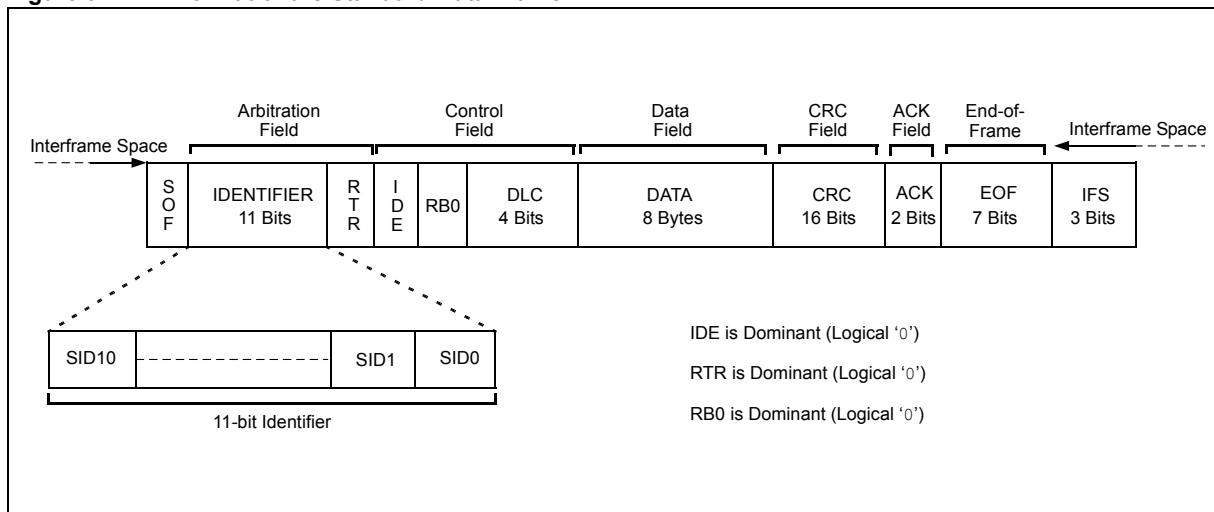 Arbitration
Field
Control
Field
Data
Field
CRC
Field
ACK
Field
End-of-
Frame
Interframe Space
Interframe Space
SOF
IDENTIFIER
11 Bits
RTR
IDE
RB0
DLC
4 Bits
DATA
8 Bytes
CRC
16 Bits
ACK
2 Bits
EOF
7 Bits
IFS
3 Bits
SID10
SID1
SID0
11-bit Identifier
IDE is Dominant (Logical ‘0’)
RTR is Dominant (Logical ‘0’)
RB0 is Dominant (Logical ‘0’)